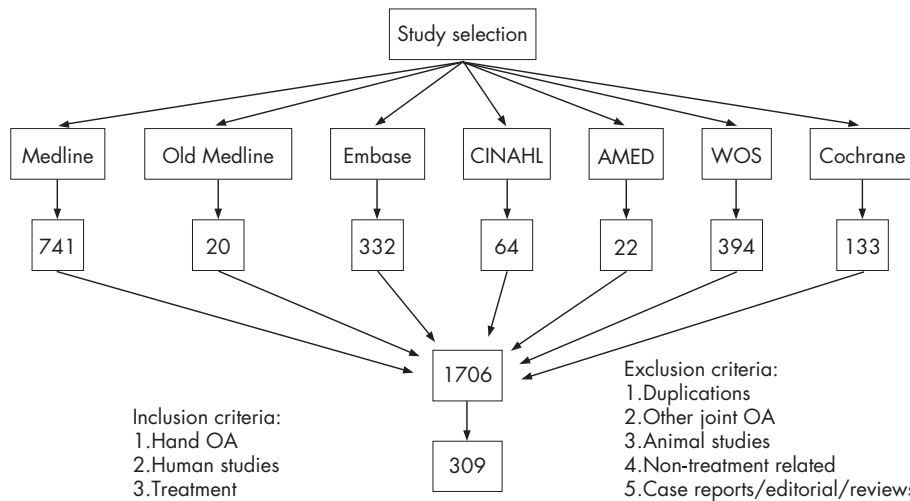 Study selection
Medline
Old Medline
Embase
CINAHL
AMED
WOS
Cochrane
741
20
332
64
22
394
133
1706
309
Inclusion criteria:
1.Hand OA
2.Human studies
3.Treatment
Exclusion criteria:
1.Duplications
2.Other joint OA
3.Animal studies
4.Non-treatment related
5.Case reports/editorial/reviews